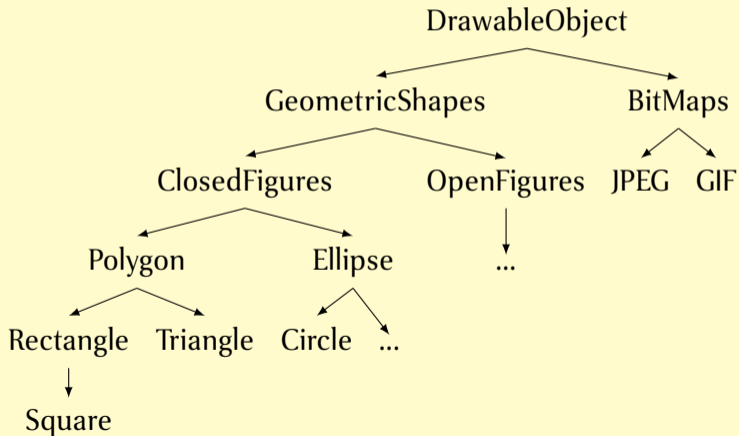 DrawableObject
GeometricShapes BitMaps
ClosedFigures OpenFigures JPEG GIF
Polygon Ellipse ...
Rectangle Triangle Circle ...
Square